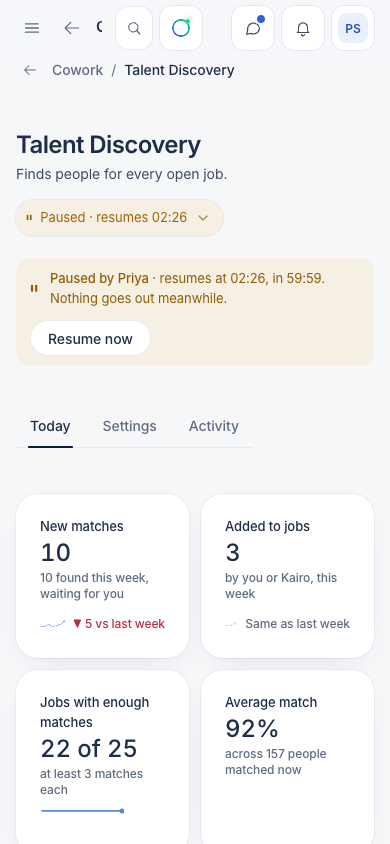 PS
Cowork / Talent Discovery
Talent Discovery
Finds people for every open job.
Paused · resumes 02:26
Paused by Priya · resumes at 02:26, in 59:59.
Nothing goes out meanwhile.
Resume now
Today Settings Activity
New matches
10
10 found this week,
waiting for you
▼ 5 vs last week
Added to jobs
3
by you or Kairo, this
week
Same as last week
Jobs with enough
matches
22 of 25
at least 3 matches
each
Average match
92%
across 157 people
matched now